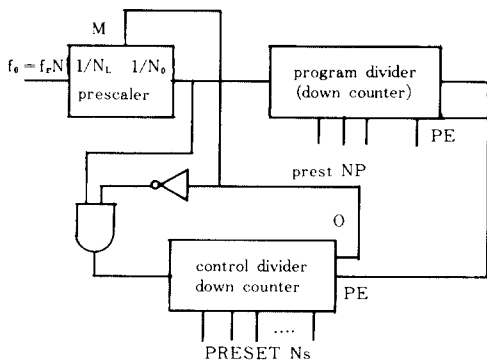 M
f₀ = fᵣN
1/N_L 1/N₀
prescaler
program divider
(down counter)
PE
prest NP
O
control divider
down counter
PE
PRESET Ns